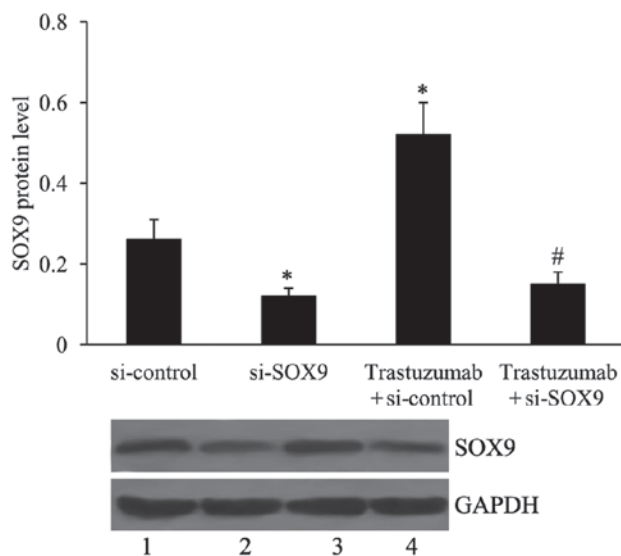 0.8
0.6
0.4
0.2
0
SOX9 protein level
*
*
#
si-control
si-SOX9
Trastuzumab
+ si-control
Trastuzumab
+ si-SOX9
SOX9
GAPDH
1 2 3 4